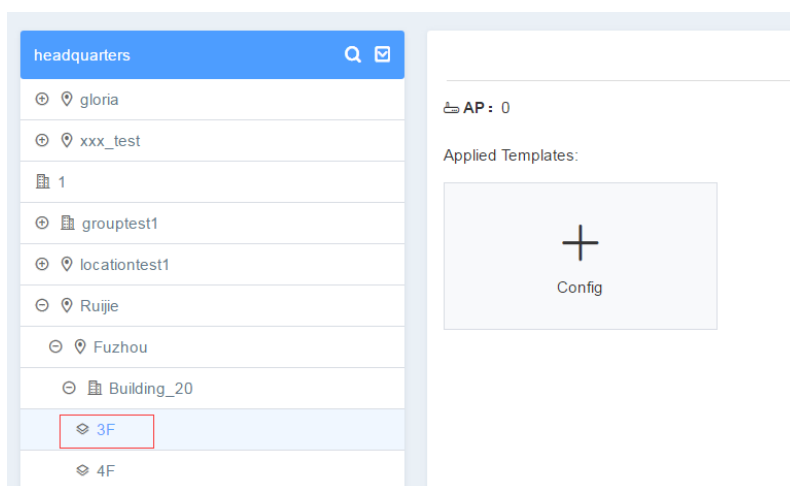 headquarters
gloria
xxx_test
1
grouptest1
locationtest1
Ruijie
Fuzhou
Building_20
3F
4F
AP: 0
Applied Templates:
Config